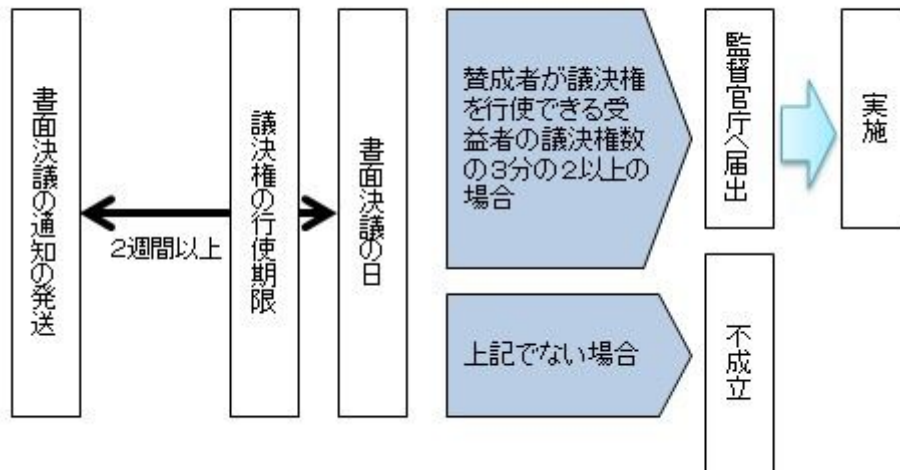 書面決議の通知の発送
2週間以上
議決権の行使期限
書面決議の日
賛成者が議決権
を行使できる受
益者の議決権数
の3分の2以上の
場合
監督官庁へ届出
実施
上記でない場合
不成立